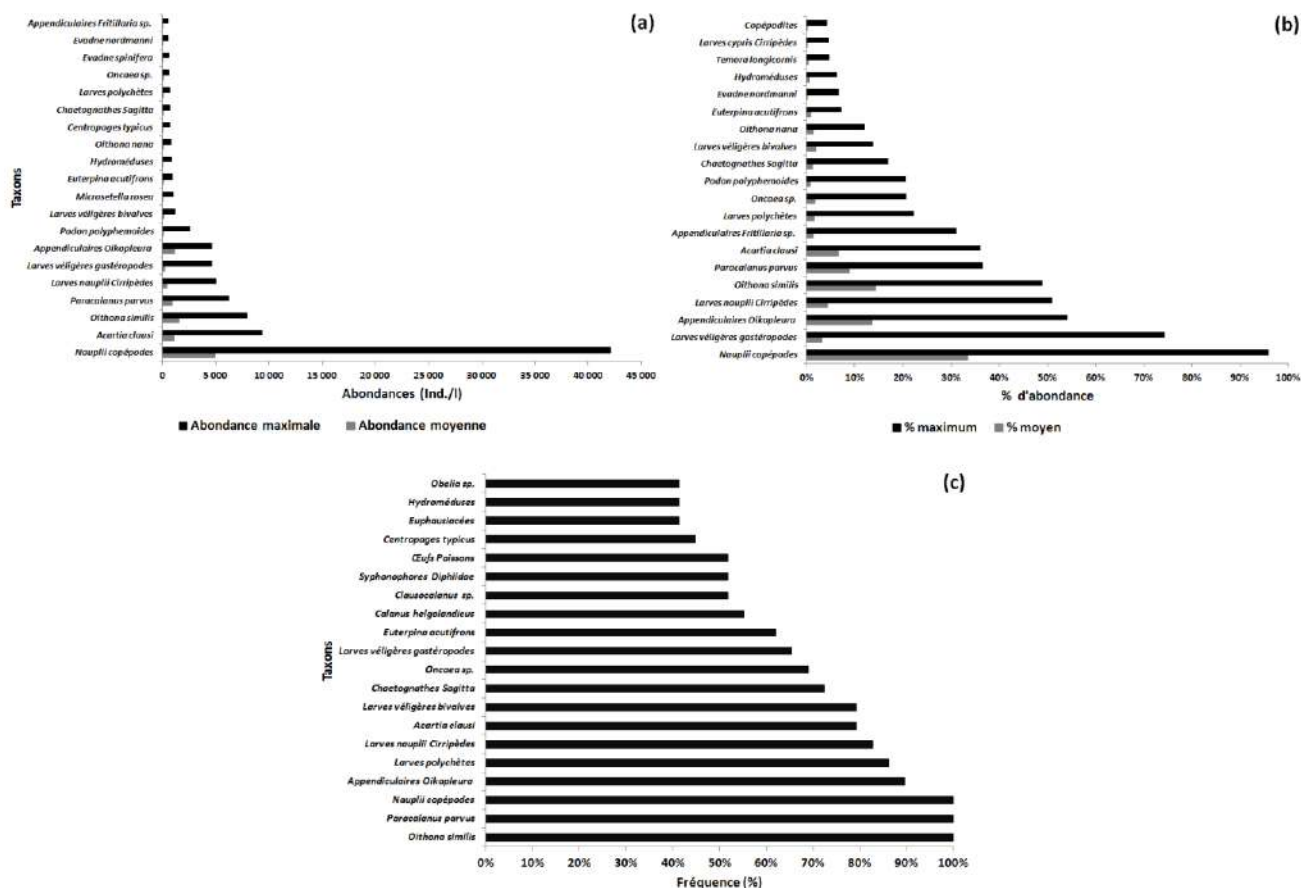 (a)
Taxons
Appendiculaires Fritillaria sp.
Evadne nordmanni
Evadne spinifera
Oncaea sp.
Larves polychètes
Chaetognathes Sagitta
Centropages typicus
Oithona nana
Hydroméduses
Euterpina acutifrons
Microsetella rosea
Larves véligères bivalves
Podon polyphemoides
Appendiculaires Oikopleura
Larves véligères gastéropodes
Larves nauplii Cirripèdes
Paracalanus parvus
Oithona similis
Acartia clausi
Nauplii copépodes
0 5 000 10 000 15 000 20 000 25 000 30 000 35 000 40 000 45 000
Abondances (Ind./l)
Abondance maximale Abondance moyenne
(b)
Copépodites
Larves cypris Cirripèdes
Temora longicornis
Hydroméduses
Evadne nordmanni
Euterpina acutifrons
Oithona nana
Larves véligères bivalves
Chaetognathes Sagitta
Podon polyphemoides
Oncaea sp.
Larves polychètes
Appendiculaires Fritillaria sp.
Acartia clausi
Paracalanus parvus
Oithona similis
Larves nauplii Cirripèdes
Appendiculaires Oikopleura
Larves véligères gastéropodes
Nauplii copépodes
0% 10% 20% 30% 40% 50% 60% 70% 80% 90% 100%
% d'abondance
% maximum % moyen
(c)
Taxons
Obelia sp.
Hydroméduses
Euphausiacées
Centropages typicus
Œufs Poissons
Syphonophores Diphiidae
Clausocalanus sp.
Calanus helgolandicus
Euterpina acutifrons
Larves véligères gastéropodes
Oncaea sp.
Chaetognathes Sagitta
Larves véligères bivalves
Acartia clausi
Larves nauplii Cirripèdes
Larves polychètes
Appendiculaires Oikopleura
Nauplii copépodes
Paracalanus parvus
Oithona similis
0% 10% 20% 30% 40% 50% 60% 70% 80% 90% 100%
Fréquence (%)